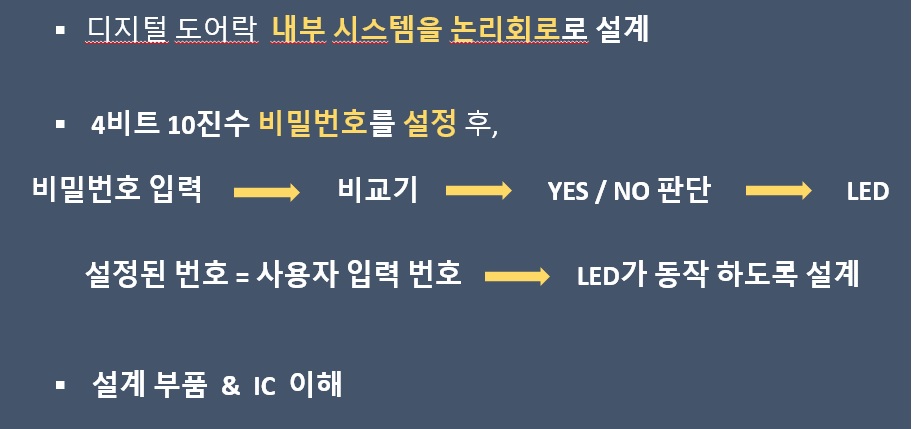 ▪ 디지털 도어락 내부 시스템을 논리회로로 설계
▪ 4비트 10진수 비밀번호를 설정 후,
비밀번호 입력 → 비교기 → YES / NO 판단 → LED
설정된 번호 = 사용자 입력 번호 → LED가 동작 하도록 설계
▪ 설계 부품 & IC 이해